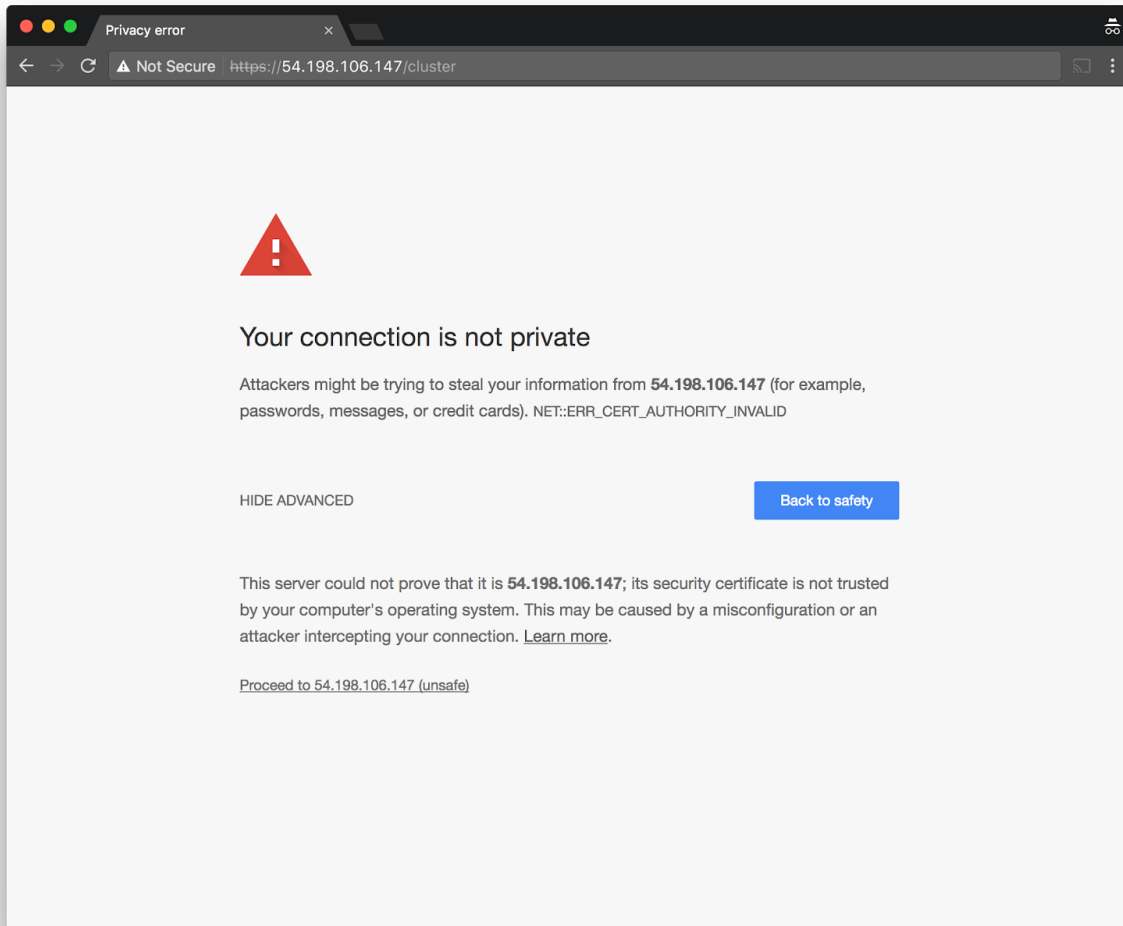 Privacy error
Not Secure https://54.198.106.147/cluster
Your connection is not private
Attackers might be trying to steal your information from 54.198.106.147 (for example,
passwords, messages, or credit cards). NET::ERR_CERT_AUTHORITY_INVALID
HIDE ADVANCED
Back to safety
This server could not prove that it is 54.198.106.147; its security certificate is not trusted
by your computer's operating system. This may be caused by a misconfiguration or an
attacker intercepting your connection. Learn more.
Proceed to 54.198.106.147 (unsafe)